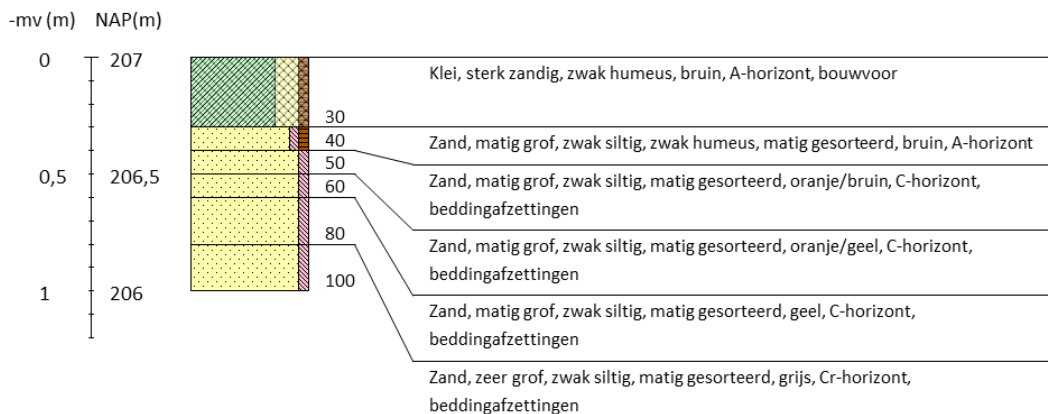 -mv (m) NAP(m)
0 207
Klei, sterk zandig, zwak humeus, bruin, A-horizont, bouwvoor
30
Zand, matig grof, zwak siltig, zwak humeus, matig gesorteerd, bruin, A-horizont
40
50
0,5 206,5
Zand, matig grof, zwak siltig, matig gesorteerd, oranje/bruin, C-horizont,
beddingafzettingen
60
80
Zand, matig grof, zwak siltig, matig gesorteerd, oranje/geel, C-horizont,
beddingafzettingen
100
1 206
Zand, matig grof, zwak siltig, matig gesorteerd, geel, C-horizont,
beddingafzettingen
Zand, zeer grof, zwak siltig, matig gesorteerd, grijs, Cr-horizont,
beddingafzettingen